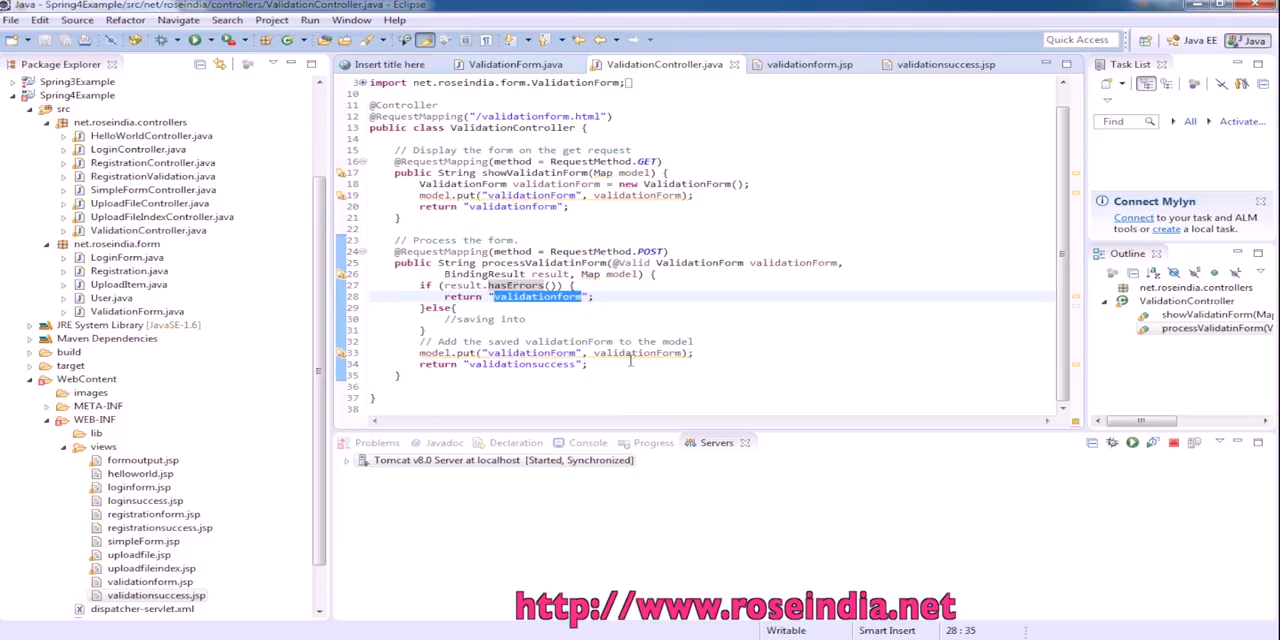 Java - Spring4Example/src/net/roseindia/controllers/ValidationController.java - Eclipse
File Edit Source Refactor Navigate Search Project Run Window Help
Quick Access
Java EE
Java
Package Explorer
Spring3Example
Spring4Example
src
net.roseindia.controllers
HelloWorldController.java
LoginController.java
RegistrationController.java
RegistrationValidation.java
SimpleFormController.java
UploadFileController.java
UploadFileIndexController.java
ValidationController.java
net.roseindia.form
LoginForm.java
Registration.java
UploadItem.java
User.java
ValidationForm.java
JRE System Library [JavaSE-1.6]
Maven Dependencies
build
target
WebContent
images
META-INF
WEB-INF
lib
views
formoutput.jsp
helloworld.jsp
loginform.jsp
loginsuccess.jsp
registrationform.jsp
registrationsuccess.jsp
simpleForm.jsp
uploadfile.jsp
uploadfileindex.jsp
validationform.jsp
validationsuccess.jsp
dispatcher-servlet.xml
Insert title here
ValidationForm.java
ValidationController.java
validationform.jsp
validationsuccess.jsp
3 import net.roseindia.form.ValidationForm;
10
11 @Controller
12 @RequestMapping("/validationform.html")
13 public class ValidationController {
14
15 // Display the form on the get request
16 @RequestMapping(method = RequestMethod.GET)
17 public String showValidatinForm(Map model) {
18 ValidationForm validationForm = new ValidationForm();
19 model.put("validationForm", validationForm);
20 return "validationform";
21 }
22
23 // Process the form.
24 @RequestMapping(method = RequestMethod.POST)
25 public String processValidatinForm(@Valid ValidationForm validationForm,
26 BindingResult result, Map model) {
27 if (result.hasErrors()) {
28 return "validationform";
29 }else{
30 //saving into
31 }
32 // Add the saved validationForm to the model
33 model.put("validationForm", validationForm);
34 return "validationsuccess";
35 }
36
37 }
38
Problems @ Javadoc Declaration Console Progress Servers
Tomcat v8.0 Server at localhost [Started, Synchronized]
Task List
Find All Activate...
Connect Mylyn
Connect to your task and ALM
tools or create a local task.
Outline
net.roseindia.controllers
ValidationController
showValidatinForm(Ma
processValidatinForm(V
http://www.roseindia.net
Writable Smart Insert 28 : 35